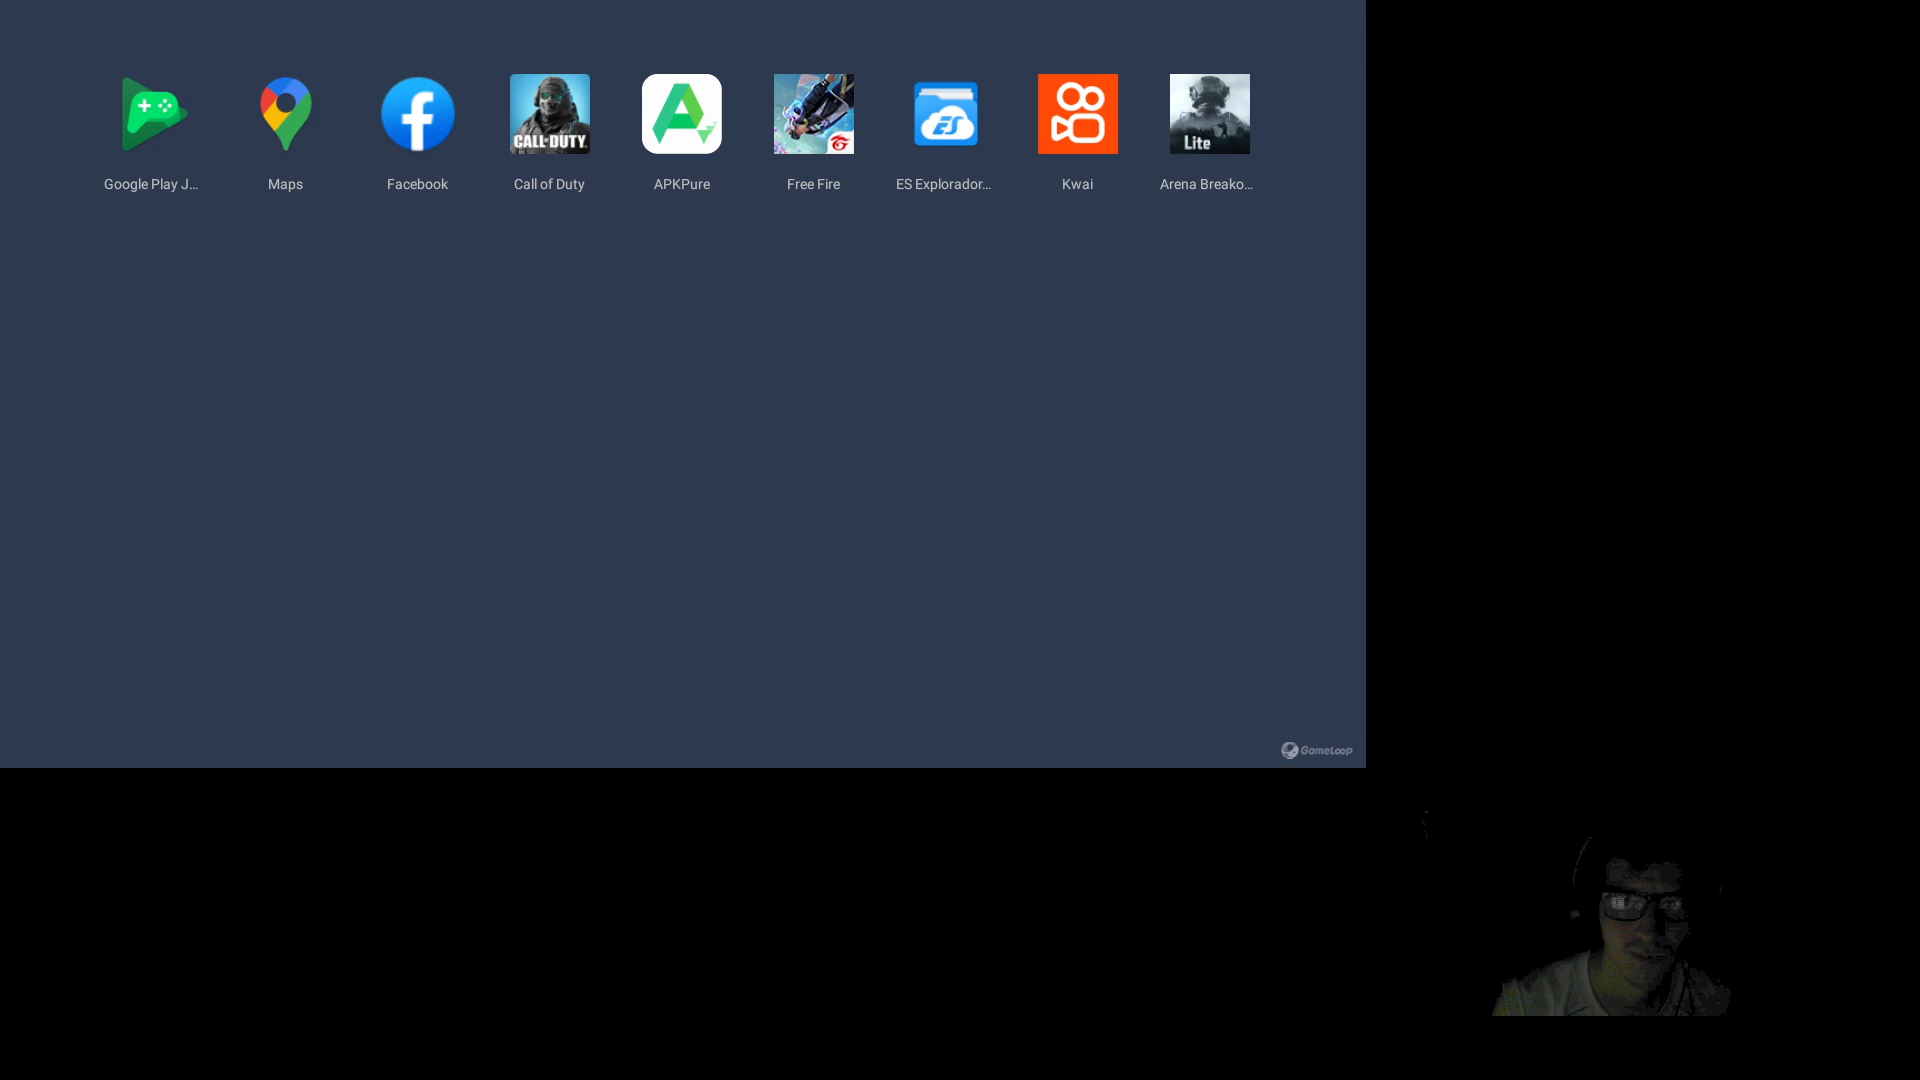 CALL OF DUTY
Lite
Google Play J...
Maps
Facebook
Call of Duty
APKPure
Free Fire
ES Explorador...
Kwai
Arena Breako...
GameLoop